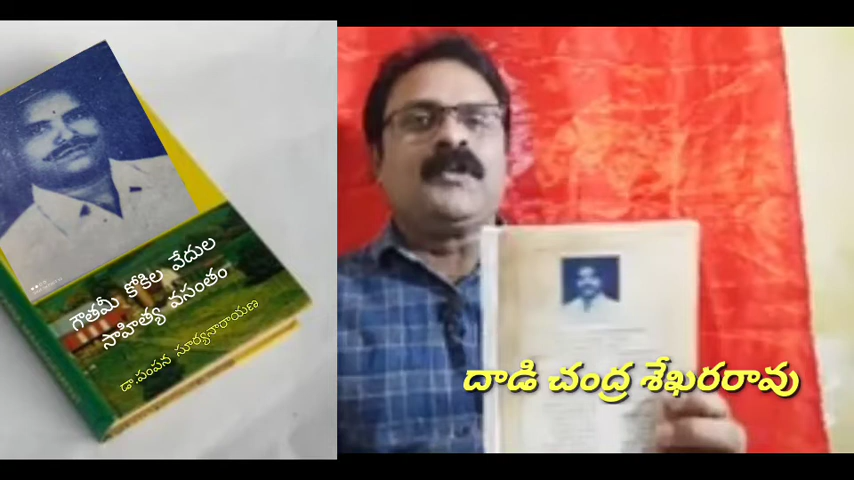 గౌతమీ కోకిల వేదుల
సాహిత్య వసంతం
డా.పంపన సూర్యనారాయణ
దాడి చంద్ర శేఖరరావు